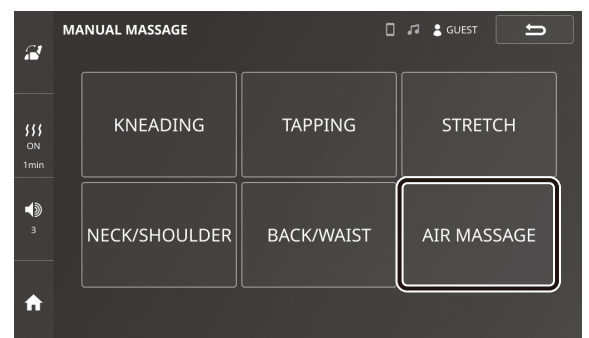 MANUAL MASSAGE
GUEST
KNEADING
TAPPING
STRETCH
ON
1min
NECK/SHOULDER
BACK/WAIST
AIR MASSAGE
3